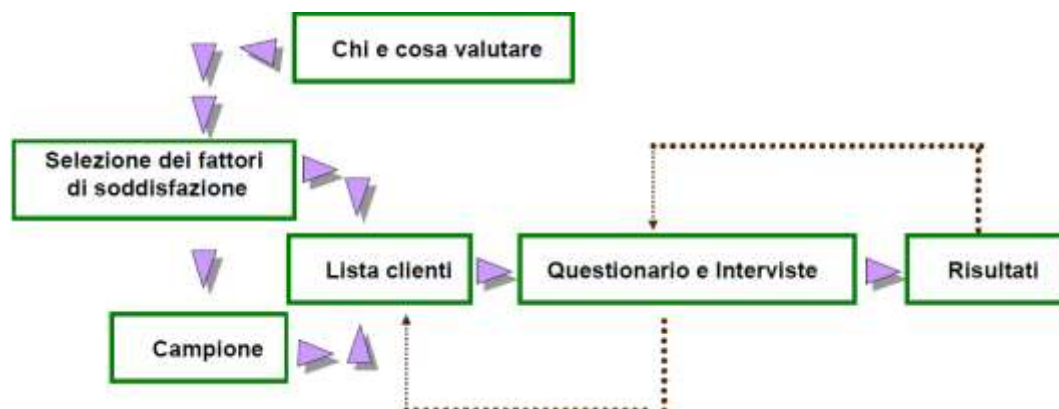 Chi e cosa valutare
Selezione dei fattori
di soddisfazione
Lista clienti
Questionario e Interviste
Risultati
Campione